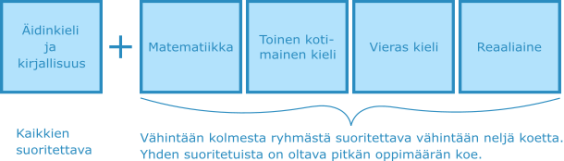 Äidinkieli
ja
kirjallisuus
+
Matematiikka
Toinen koti-
mainen kieli
Vieras kieli
Reaaliaine
Kaikkien
suoritettava
Vähintään kolmesta ryhmästä suoritettava vähintään neljä koetta.
Yhden suoritetuista on oltava pitkän oppimäärän koe.